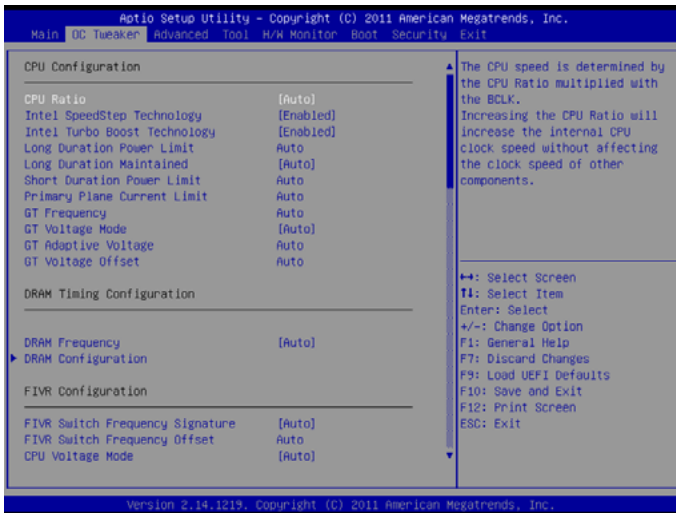 Aptio Setup Utility – Copyright (C) 2011 American Megatrends, Inc.
Main OC Tweaker Advanced Tool H/W Monitor Boot Security Exit
CPU Configuration
CPU Ratio [Auto]
Intel SpeedStep Technology [Enabled]
Intel Turbo Boost Technology [Enabled]
Long Duration Power Limit Auto
Long Duration Maintained [Auto]
Short Duration Power Limit Auto
Primary Plane Current Limit Auto
GT Frequency Auto
GT Voltage Mode [Auto]
GT Adaptive Voltage Auto
GT Voltage Offset Auto
DRAM Timing Configuration
DRAM Frequency [Auto]
DRAM Configuration
FIVR Configuration
FIVR Switch Frequency Signature [Auto]
FIVR Switch Frequency Offset Auto
CPU Voltage Mode [Auto]
The CPU speed is determined by
the CPU Ratio multiplied with
the BCLK.
Increasing the CPU Ratio will
increase the internal CPU
clock speed without affecting
the clock speed of other
components.
↔: Select Screen
↑↓: Select Item
Enter: Select
+/-: Change Option
F1: General Help
F7: Discard Changes
F9: Load UEFI Defaults
F10: Save and Exit
F12: Print Screen
ESC: Exit
Version 2.14.1219. Copyright (C) 2011 American Megatrends, Inc.